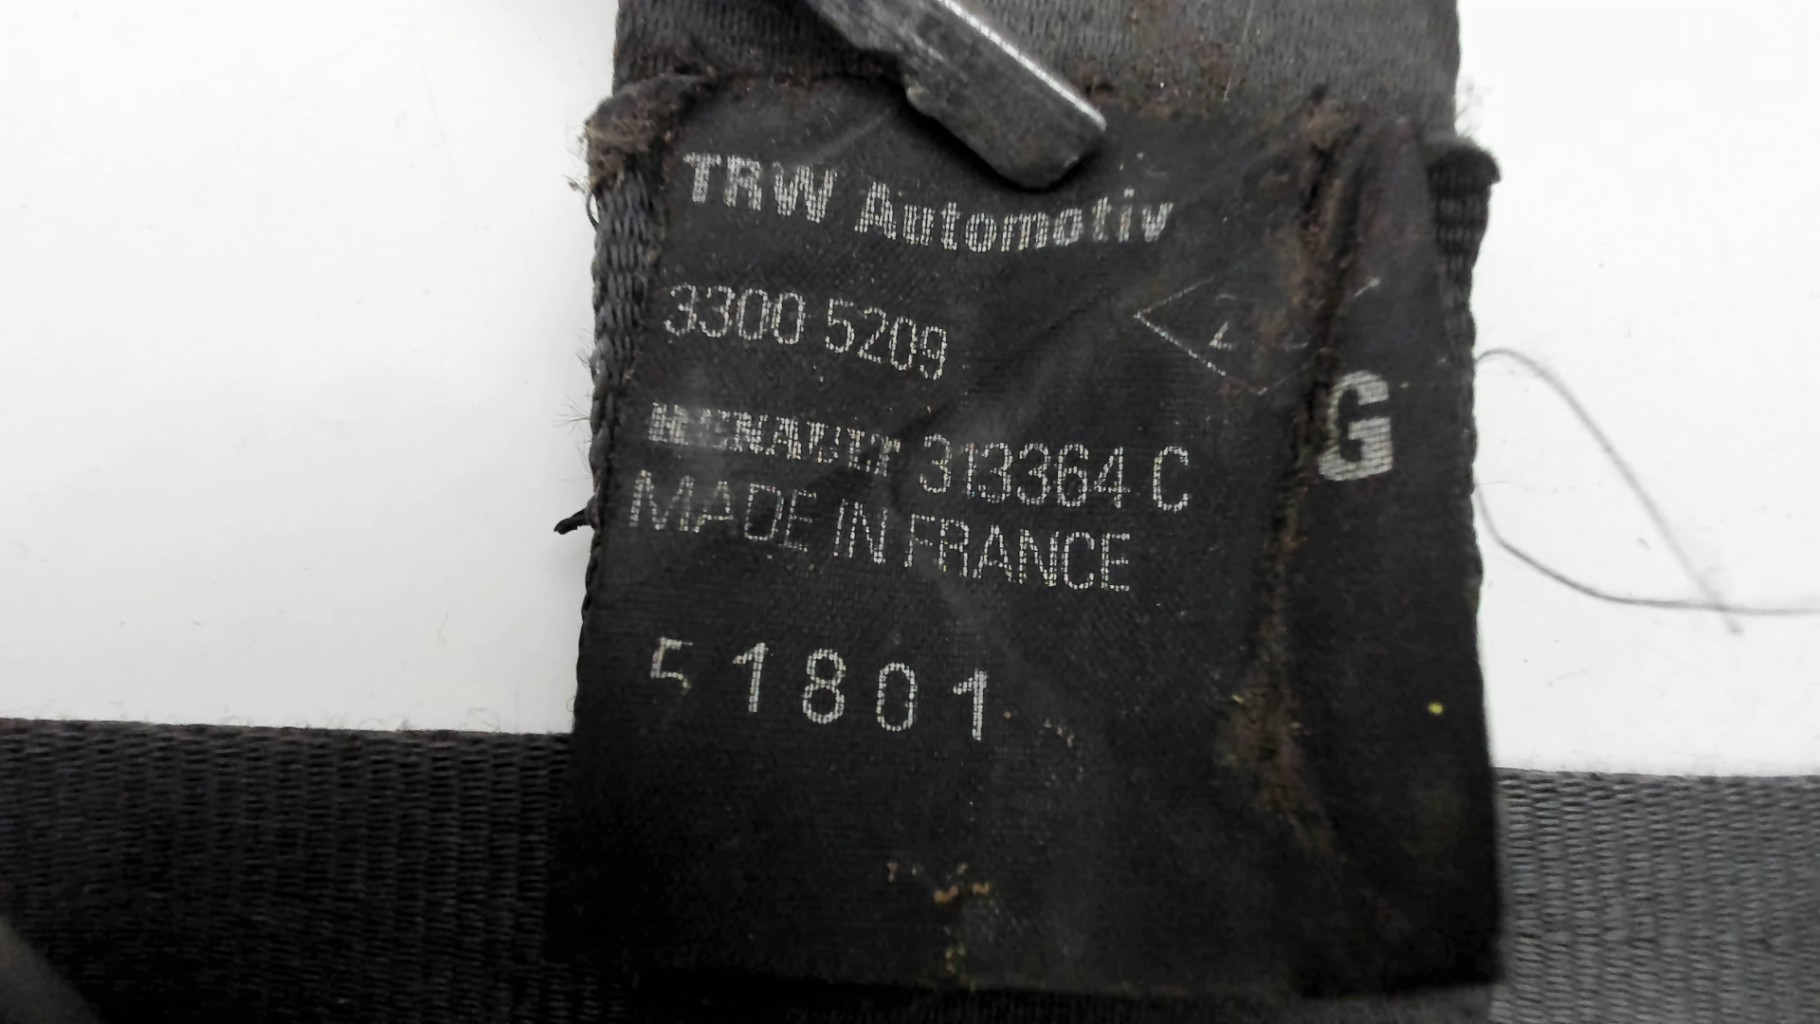 TRW Automotiv
3300 5209
G
RENAULT 313364 C
MADE IN FRANCE
51801